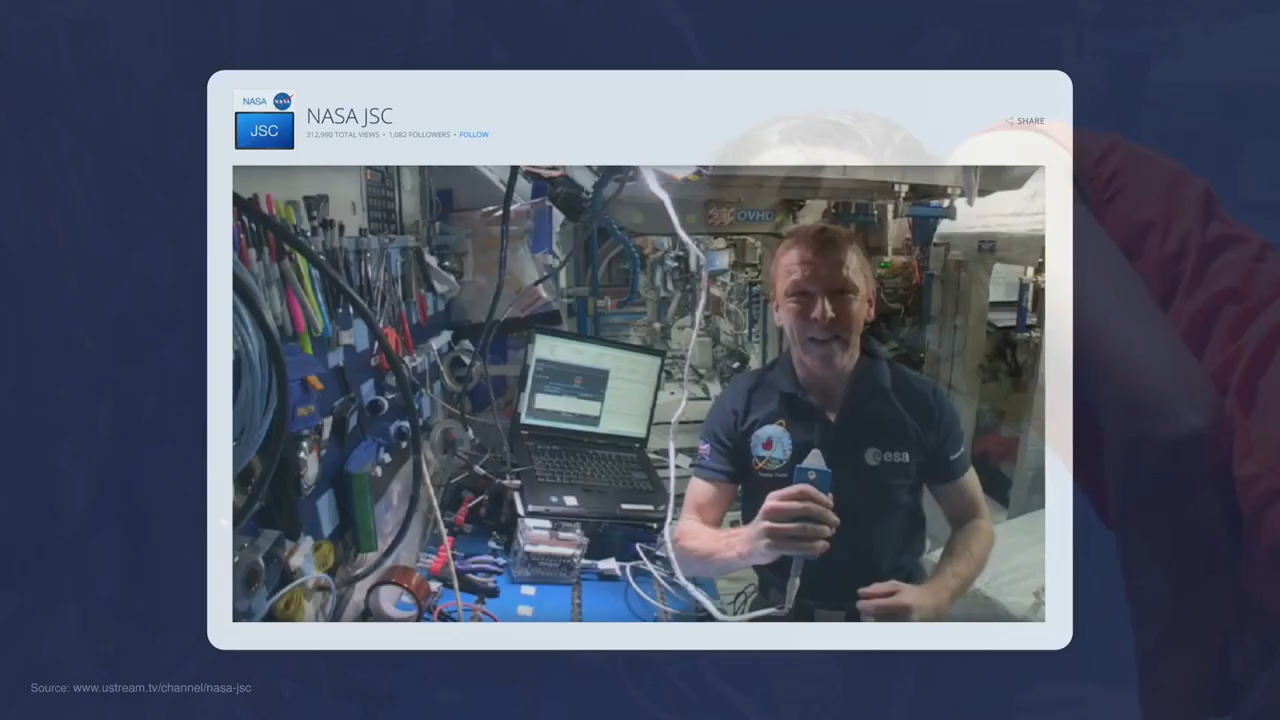 NASA
JSC
NASA JSC
312,990 TOTAL VIEWS • 1,082 FOLLOWERS • FOLLOW
SHARE
OVHD
esa
Source: www.ustream.tv/channel/nasa-jsc